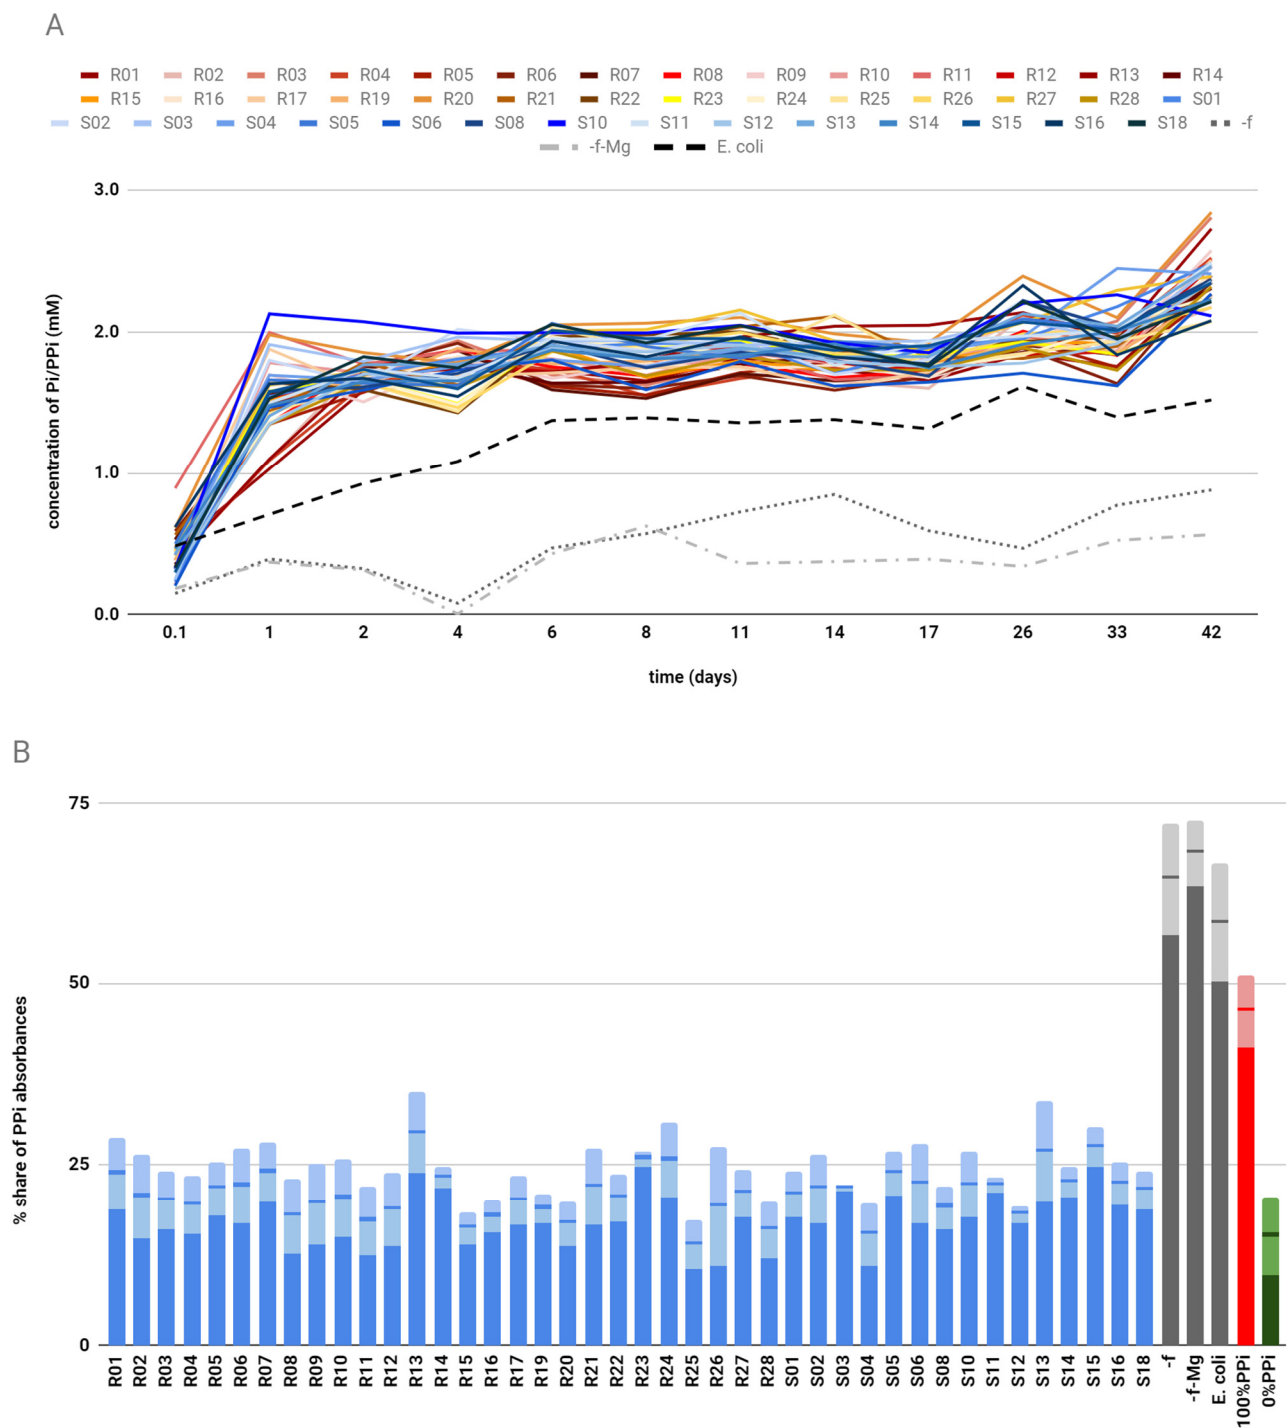 A
R01 R02 R03 R04 R05 R06 R07 R08 R09 R10 R11 R12 R13 R14
R15 R16 R17 R19 R20 R21 R22 R23 R24 R25 R26 R27 R28 S01
S02 S03 S04 S05 S06 S08 S10 S11 S12 S13 S14 S15 S16 S18 -f
-f-Mg E. coli
3.0
2.0
1.0
0.0
concentration of Pi/PPi (mM)
0.1 1 2 4 6 8 11 14 17 26 33 42
time (days)
B
75
50
25
0
% share of PPi absorbances
R01 R02 R03 R04 R05 R06 R07 R08 R09 R10 R11 R12 R13 R14 R15 R16 R17 R19 R20 R21 R22 R23 R24 R25 R26 R27 R28 S01 S02 S03 S04 S05 S06 S08 S10 S11 S12 S13 S14 S15 S16 S18 -f -f-Mg E. coli 100%PPi 0%PPi